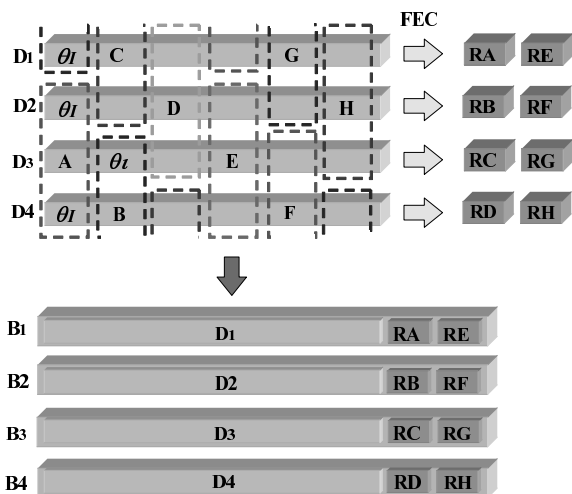 FEC
D1 θI C G RA RE
D2 θI D H RB RF
D3 A θι E RC RG
D4 θI B F RD RH
B1 D1 RA RE
B2 D2 RB RF
B3 D3 RC RG
B4 D4 RD RH